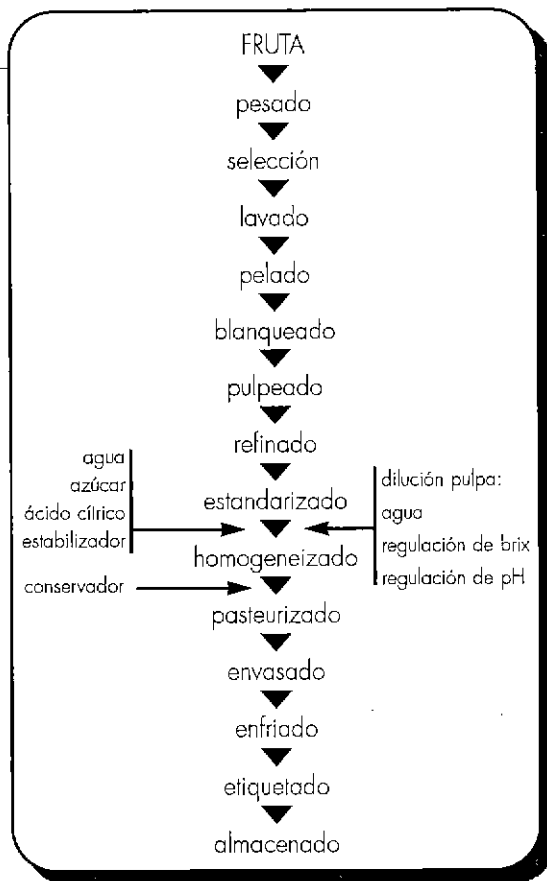 FRUTA
pesado
selección
lavado
pelado
blanqueado
pulpeado
refinado
agua
azúcar
ácido cítrico
estabilizador
estandarizado
dilución pulpa:
agua
regulación de brix
regulación de pH
homogeneizado
conservador
pasteurizado
envasado
enfriado
etiquetado
almacenado